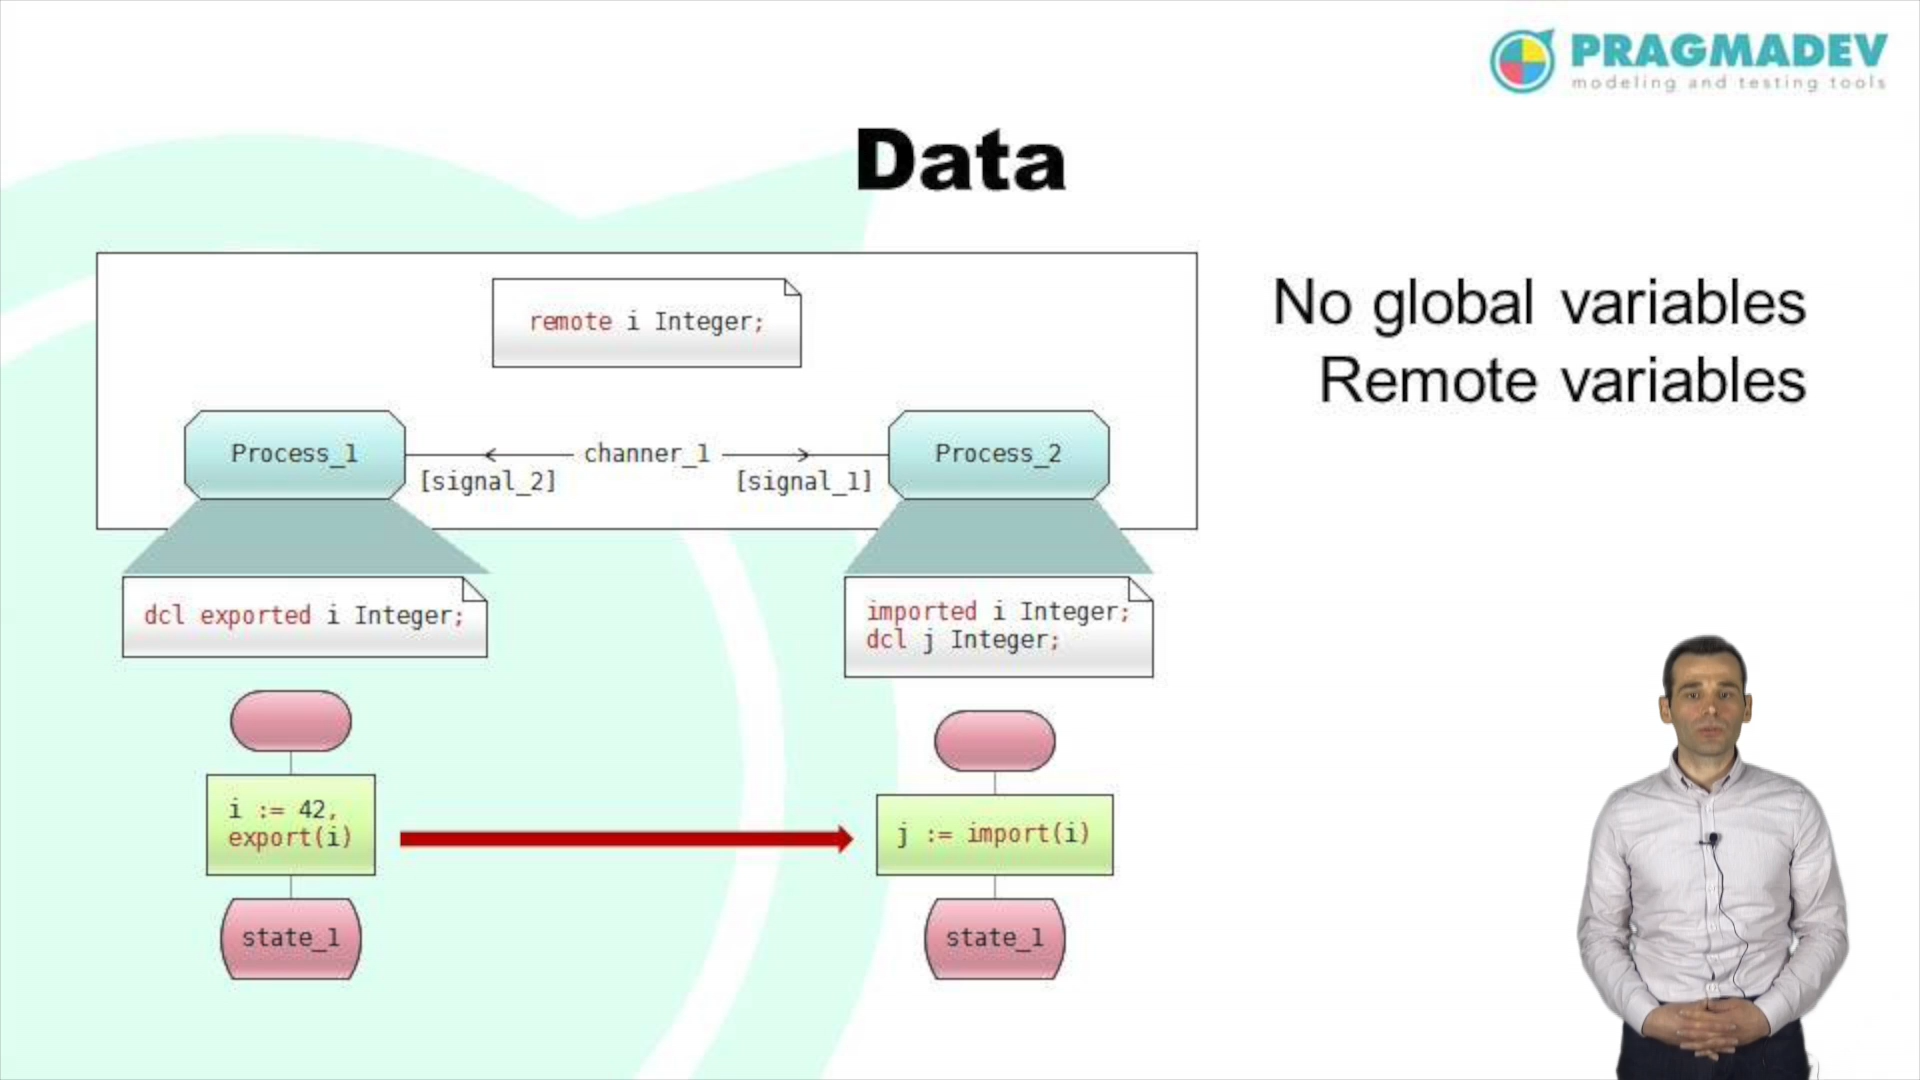 PRAGMADEV
modeling and testing tools
Data
No global variables
Remote variables
remote i Integer;
Process_1
channer_1
Process_2
[signal_2]
[signal_1]
dcl exported i Integer;
imported i Integer;
dcl j Integer;
i := 42,
export(i)
j := import(i)
state_1
state_1